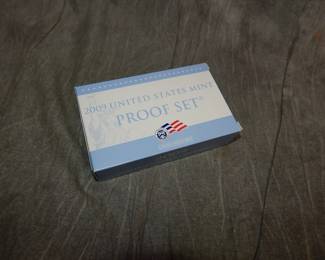 2009 UNITED STATES MINT
PROOF SET®